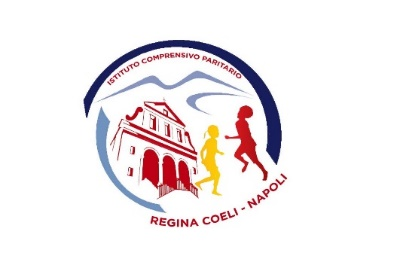 ISTITUTO COMPRENSIVO PARITARIO
REGINA COELI - NAPOLI